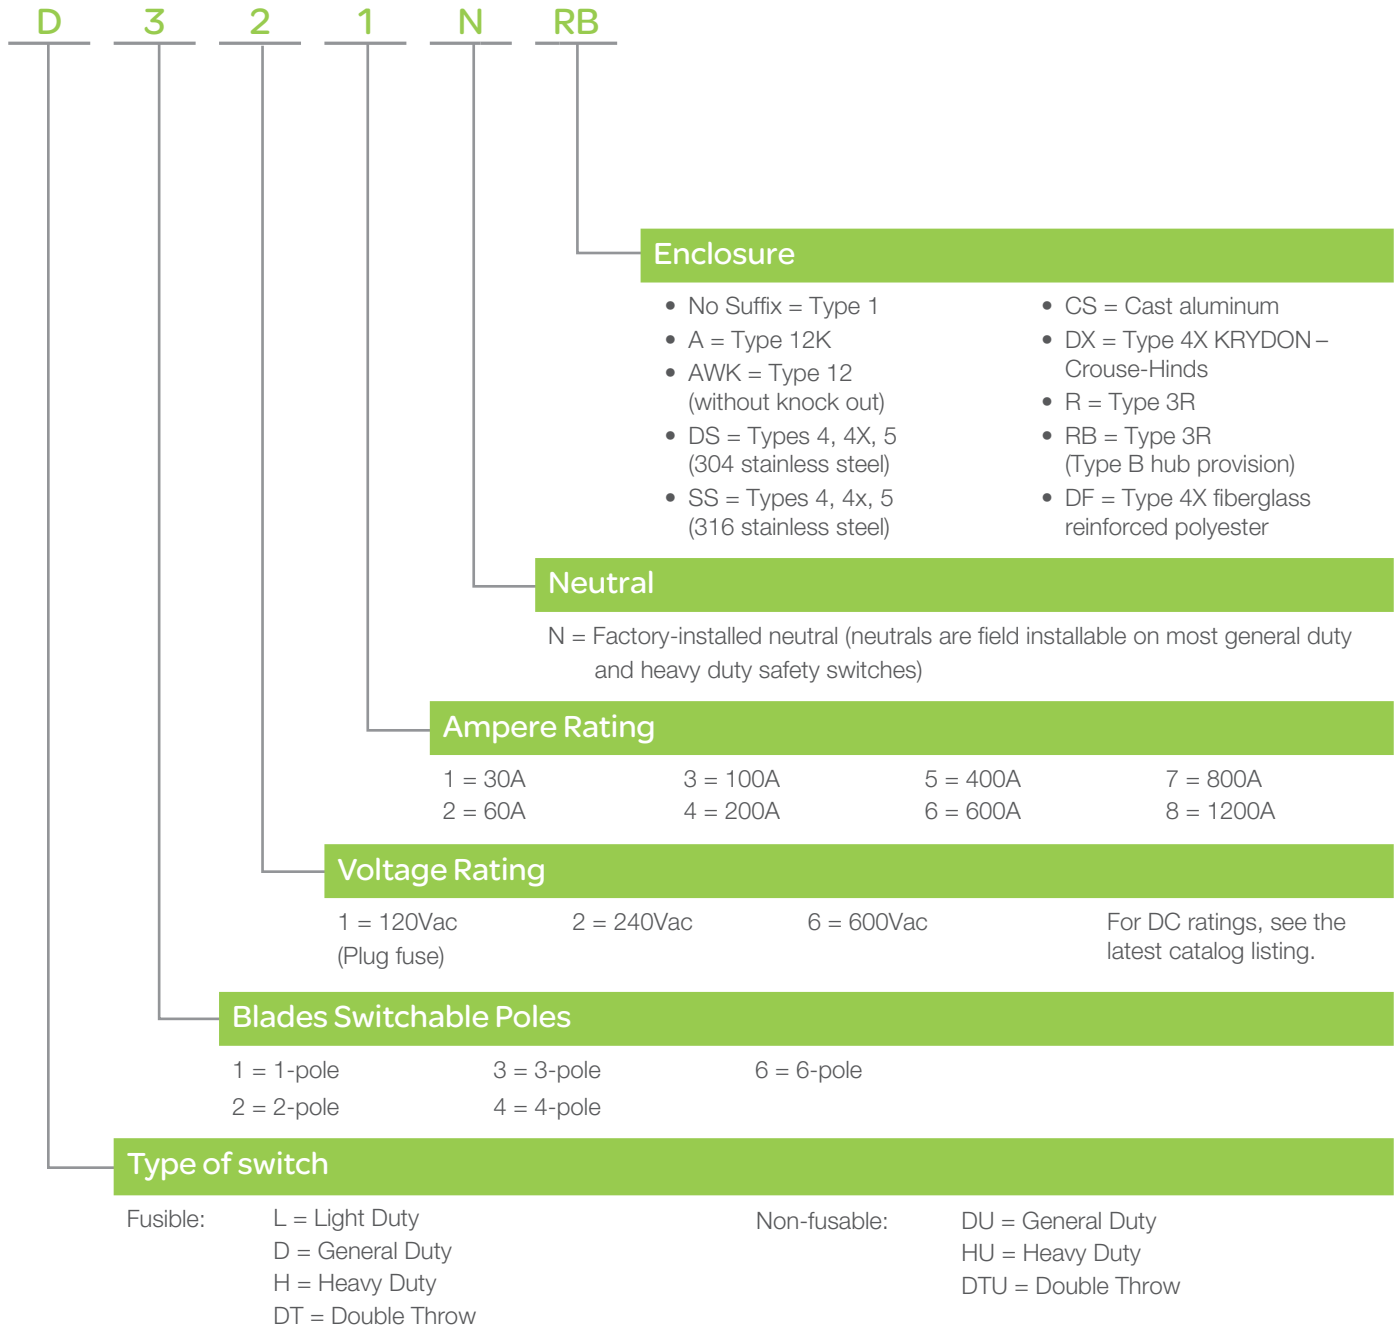 D 3 2 1 N RB
Enclosure
• No Suffix = Type 1
• A = Type 12K
• AWK = Type 12
(without knock out)
• DS = Types 4, 4X, 5
(304 stainless steel)
• SS = Types 4, 4x, 5
(316 stainless steel)
• CS = Cast aluminum
• DX = Type 4X KRYDON –
Crouse-Hinds
• R = Type 3R
• RB = Type 3R
(Type B hub provision)
• DF = Type 4X fiberglass
reinforced polyester
Neutral
N = Factory-installed neutral (neutrals are field installable on most general duty
and heavy duty safety switches)
Ampere Rating
1 = 30A 3 = 100A 5 = 400A 7 = 800A
2 = 60A 4 = 200A 6 = 600A 8 = 1200A
Voltage Rating
1 = 120Vac
(Plug fuse)
2 = 240Vac
6 = 600Vac
For DC ratings, see the
latest catalog listing.
Blades Switchable Poles
1 = 1-pole 3 = 3-pole 6 = 6-pole
2 = 2-pole 4 = 4-pole
Type of switch
Fusible:
L = Light Duty
D = General Duty
H = Heavy Duty
DT = Double Throw
Non-fusable:
DU = General Duty
HU = Heavy Duty
DTU = Double Throw